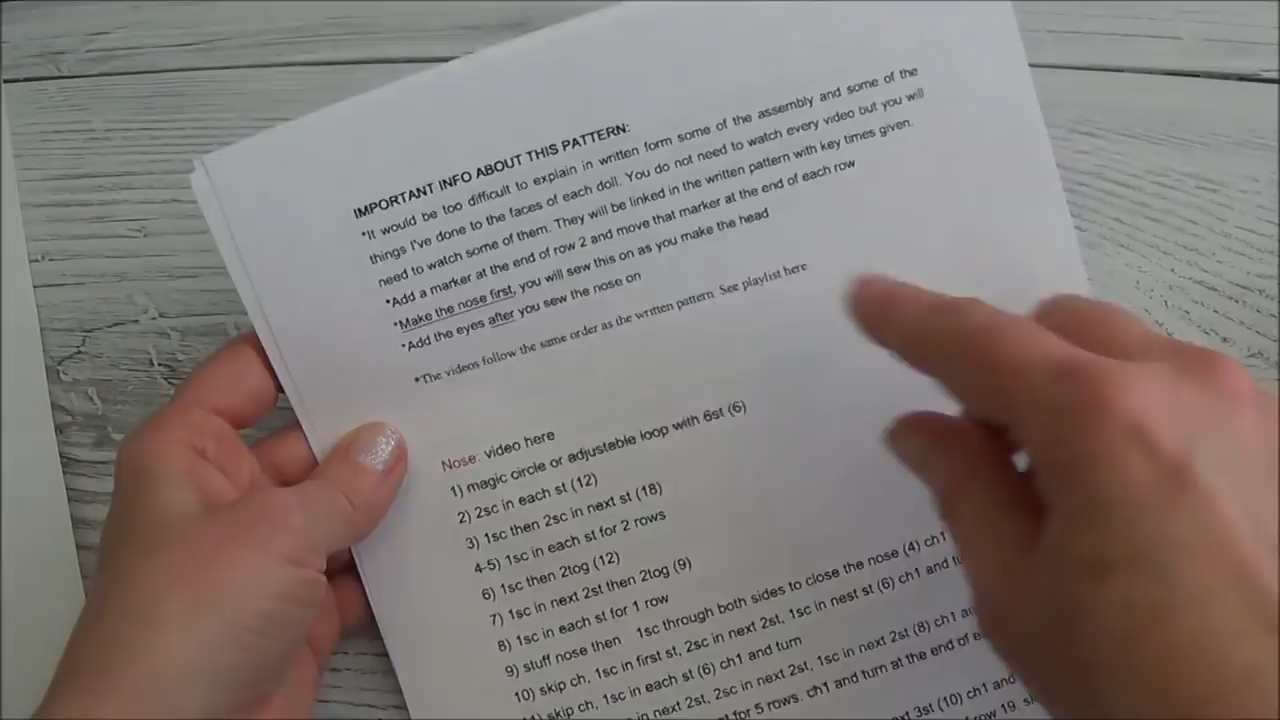 IMPORTANT INFO ABOUT THIS PATTERN:
*It would be too difficult to explain in written form some of the assembly and some of the
things I've done to the faces of each doll. You do not need to watch every video but you will
need to watch some of them. They will be linked in the written pattern with key times given.
*Add a marker at the end of row 2 and move that marker at the end of each row
*Make the nose first, you will sew this on as you make the head
*Add the eyes after you sew the nose on
*The videos follow the same order as the written pattern. See playlist here
Nose: video here
1) magic circle or adjustable loop with 6st (6)
2) 2sc in each st (12)
3) 1sc then 2sc in next st (18)
4-5) 1sc in each st for 2 rows
6) 1sc then 2tog (12)
7) 1sc in next 2st then 2tog (9)
8) 1sc in each st for 1 row
9) stuff nose then 1sc through both sides to close the nose (4) ch1
10) skip ch, 1sc in first st, 2sc in next 2st, 1sc in nest st (6) ch1 and
skip ch, 1sc in each st (6) ch1 and turn
in next 2st, 2sc in next 2st, 1sc in next 2st (8) ch1
st for 5 rows. ch1 and turn at the end of
3st (10) ch1 and
row 19.